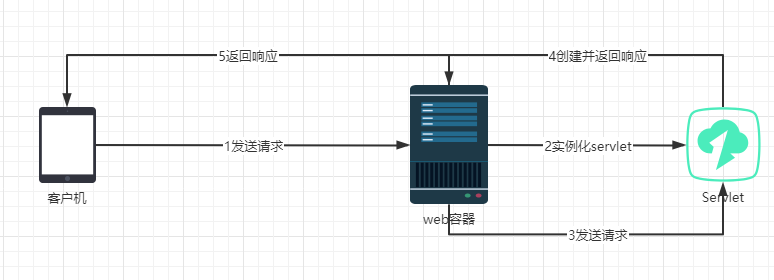 5返回响应
4创建并返回响应
1发送请求
2实例化servlet
客户机
Servlet
web容器
3发送请求